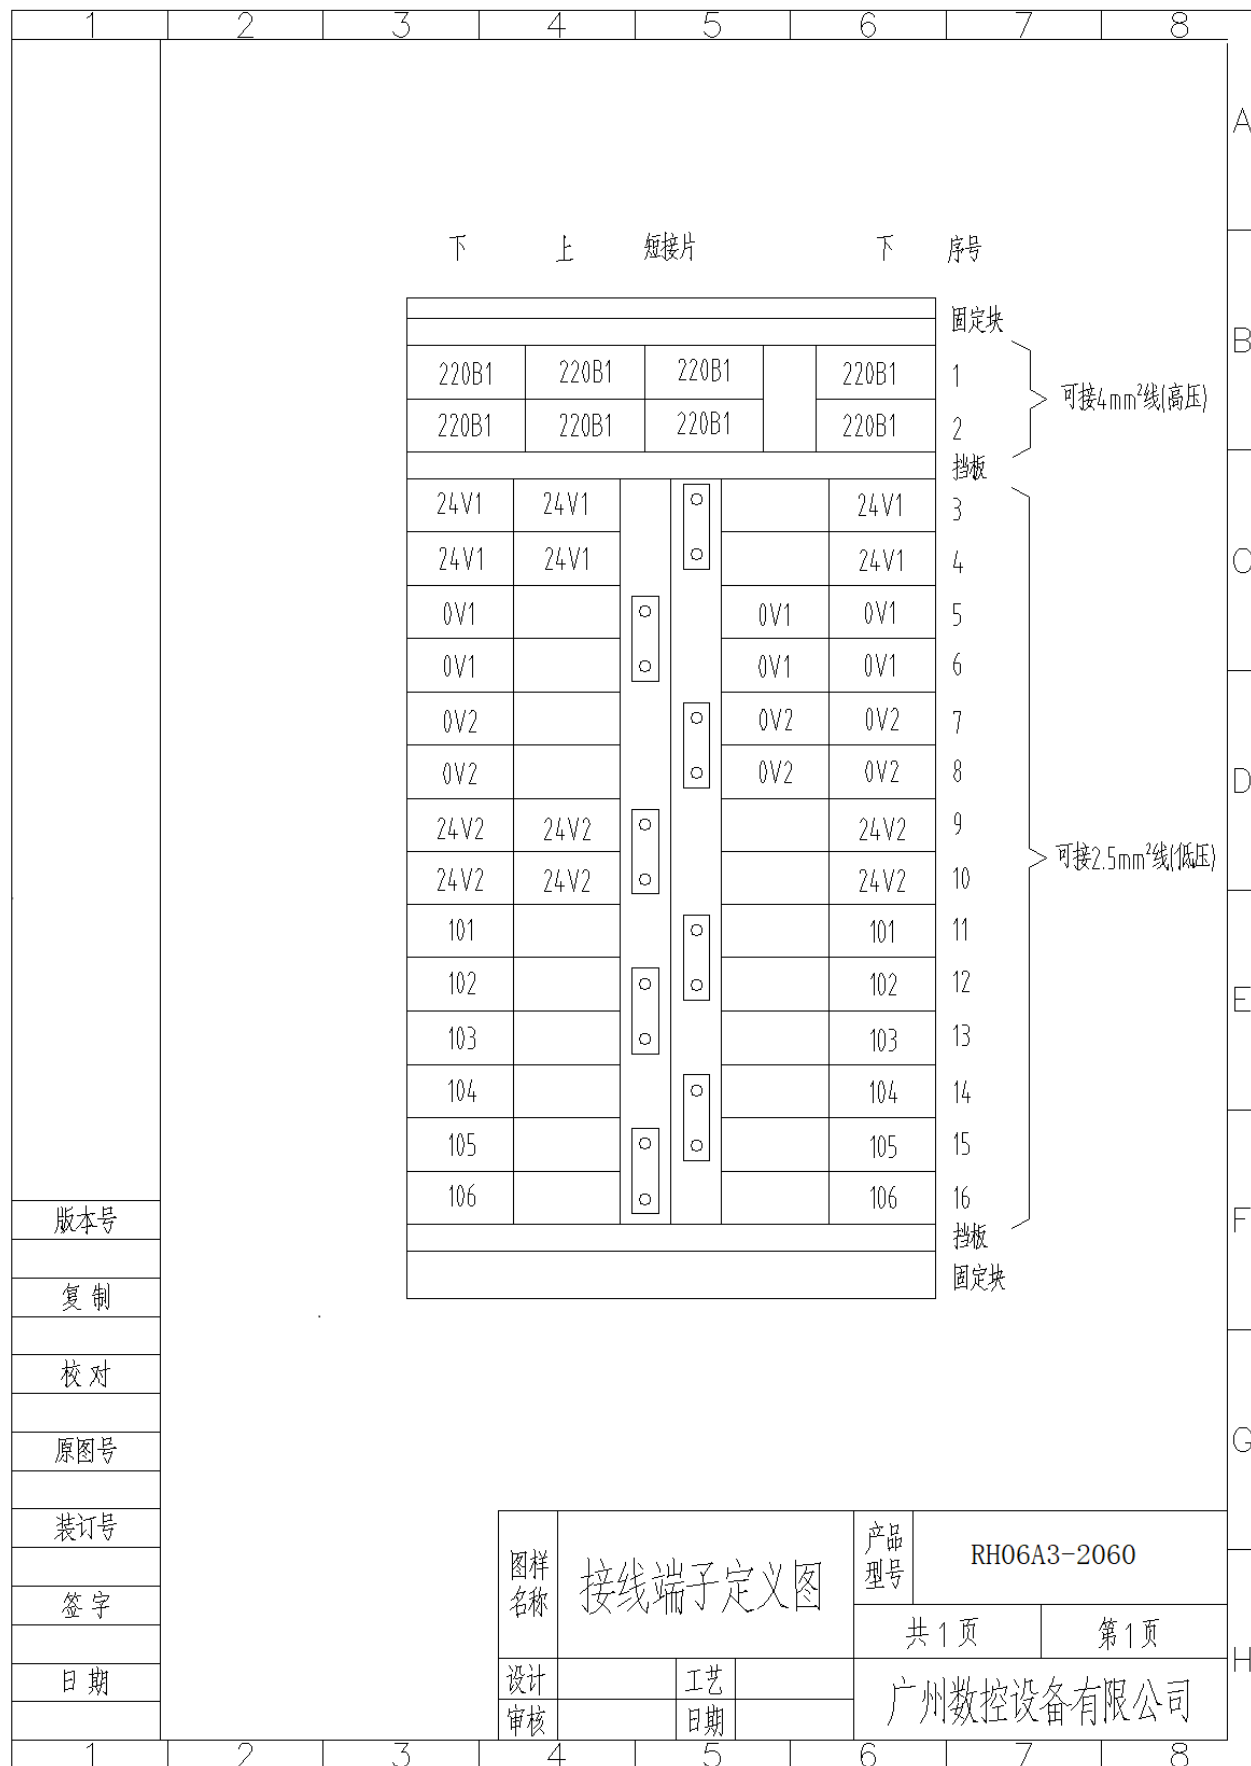 1 2 3 4 5 6 7 8
A
下 上 短接片 下 序号
固定块
B
220B1 220B1 220B1 220B1 1
可接4mm²线(高压)
220B1 220B1 220B1 220B1 2
挡板
24V1 24V1 24V1 3
24V1 24V1 24V1 4
C
0V1 0V1 0V1 5
0V1 0V1 0V1 6
0V2 0V2 0V2 7
0V2 0V2 0V2 8
D
24V2 24V2 24V2 9
可接2.5mm²线(低压)
24V2 24V2 24V2 10
101 101 11
102 102 12
E
103 103 13
104 104 14
105 105 15
106 106 16
版本号
F
挡板
固定块
复制
校对
原图号
G
装订号
签字
日期
图样名称
接线端子定义图
产品型号
RH06A3-2060
共1页 第1页
H
设计 工艺
广州数控设备有限公司
审核 日期
1 2 3 4 5 6 7 8